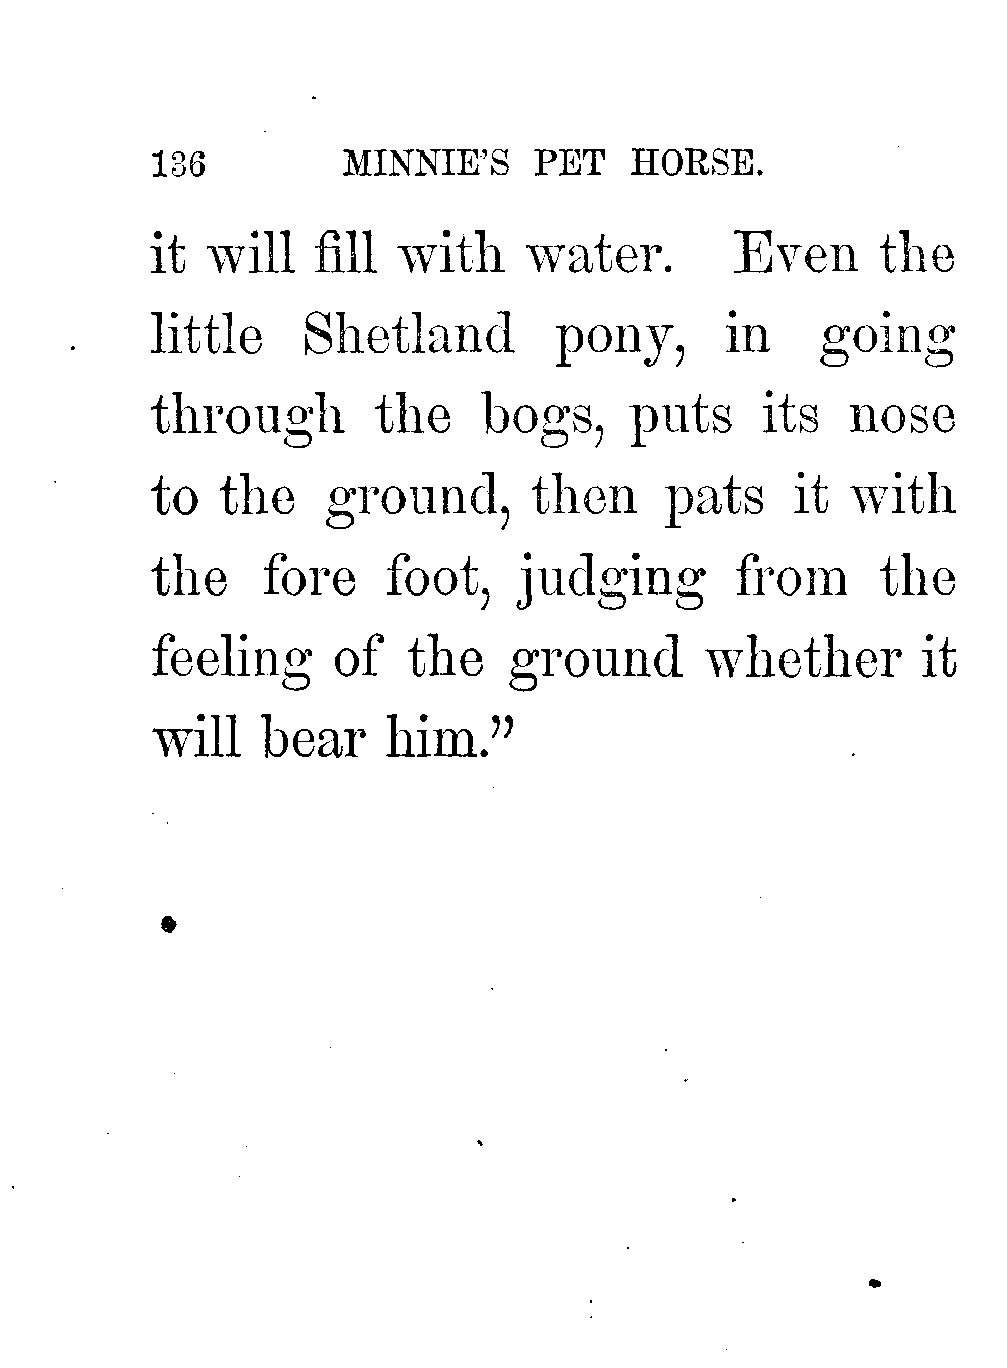 136 MINNIE'S PET HORSE.
it will fill with water. Even the
little Shetland pony, in going
through the bogs, puts its nose
to the ground, then pats it with
the fore foot, judging from the
feeling of the ground whether it
will bear him.”